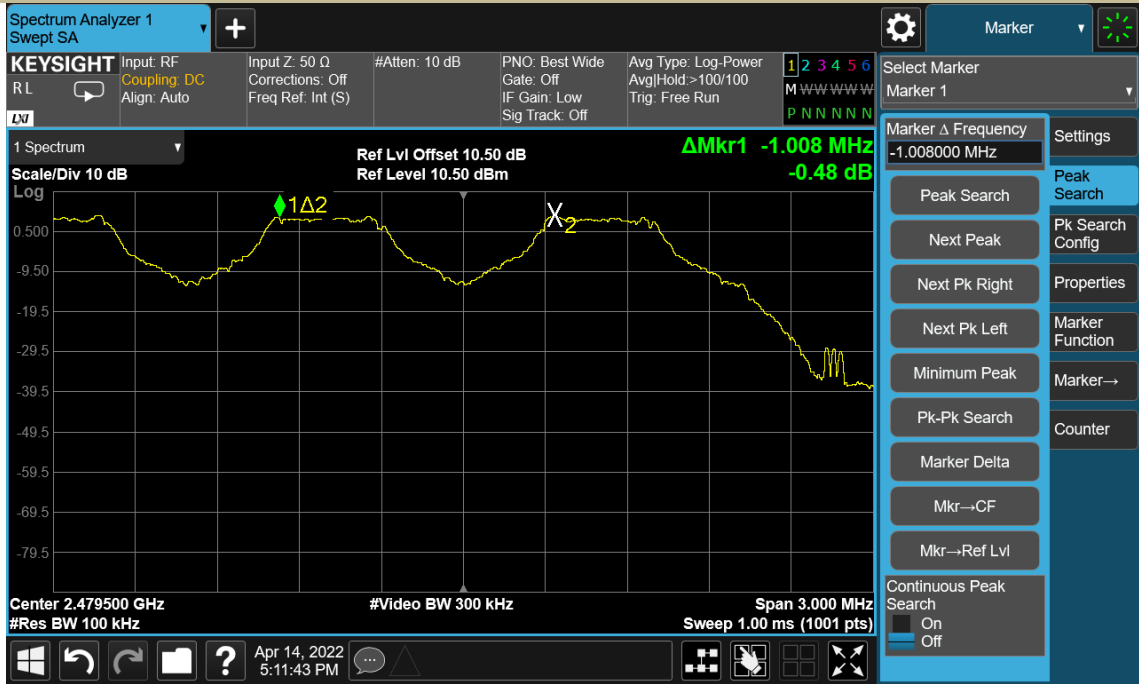 Spectrum Analyzer 1
Swept SA
+
Marker
KEYSIGHT
R L
LXI
Input: RF
Coupling: DC
Align: Auto
Input Z: 50 Ω
Corrections: Off
Freq Ref: Int (S)
#Atten: 10 dB
PNO: Best Wide
Gate: Off
IF Gain: Low
Sig Track: Off
Avg Type: Log-Power
Avg|Hold:>100/100
Trig: Free Run
1 2 3 4 5 6
M W W W W W
P N N N N N
Select Marker
Marker 1
1 Spectrum
Scale/Div 10 dB
Log
Ref Lvl Offset 10.50 dB
Ref Level 10.50 dBm
ΔMkr1 -1.008 MHz
-0.48 dB
1Δ2
X2
0.500
-9.50
-19.5
-29.5
-39.5
-49.5
-59.5
-69.5
-79.5
Center 2.479500 GHz
#Res BW 100 kHz
#Video BW 300 kHz
Span 3.000 MHz
Sweep 1.00 ms (1001 pts)
Marker Δ Frequency
-1.008000 MHz
Peak Search
Next Peak
Next Pk Right
Next Pk Left
Minimum Peak
Pk-Pk Search
Marker Delta
Mkr→CF
Mkr→Ref Lvl
Continuous Peak
Search
On
Off
Settings
Peak
Search
Pk Search
Config
Properties
Marker
Function
Marker→
Counter
?
Apr 14, 2022
5:11:43 PM